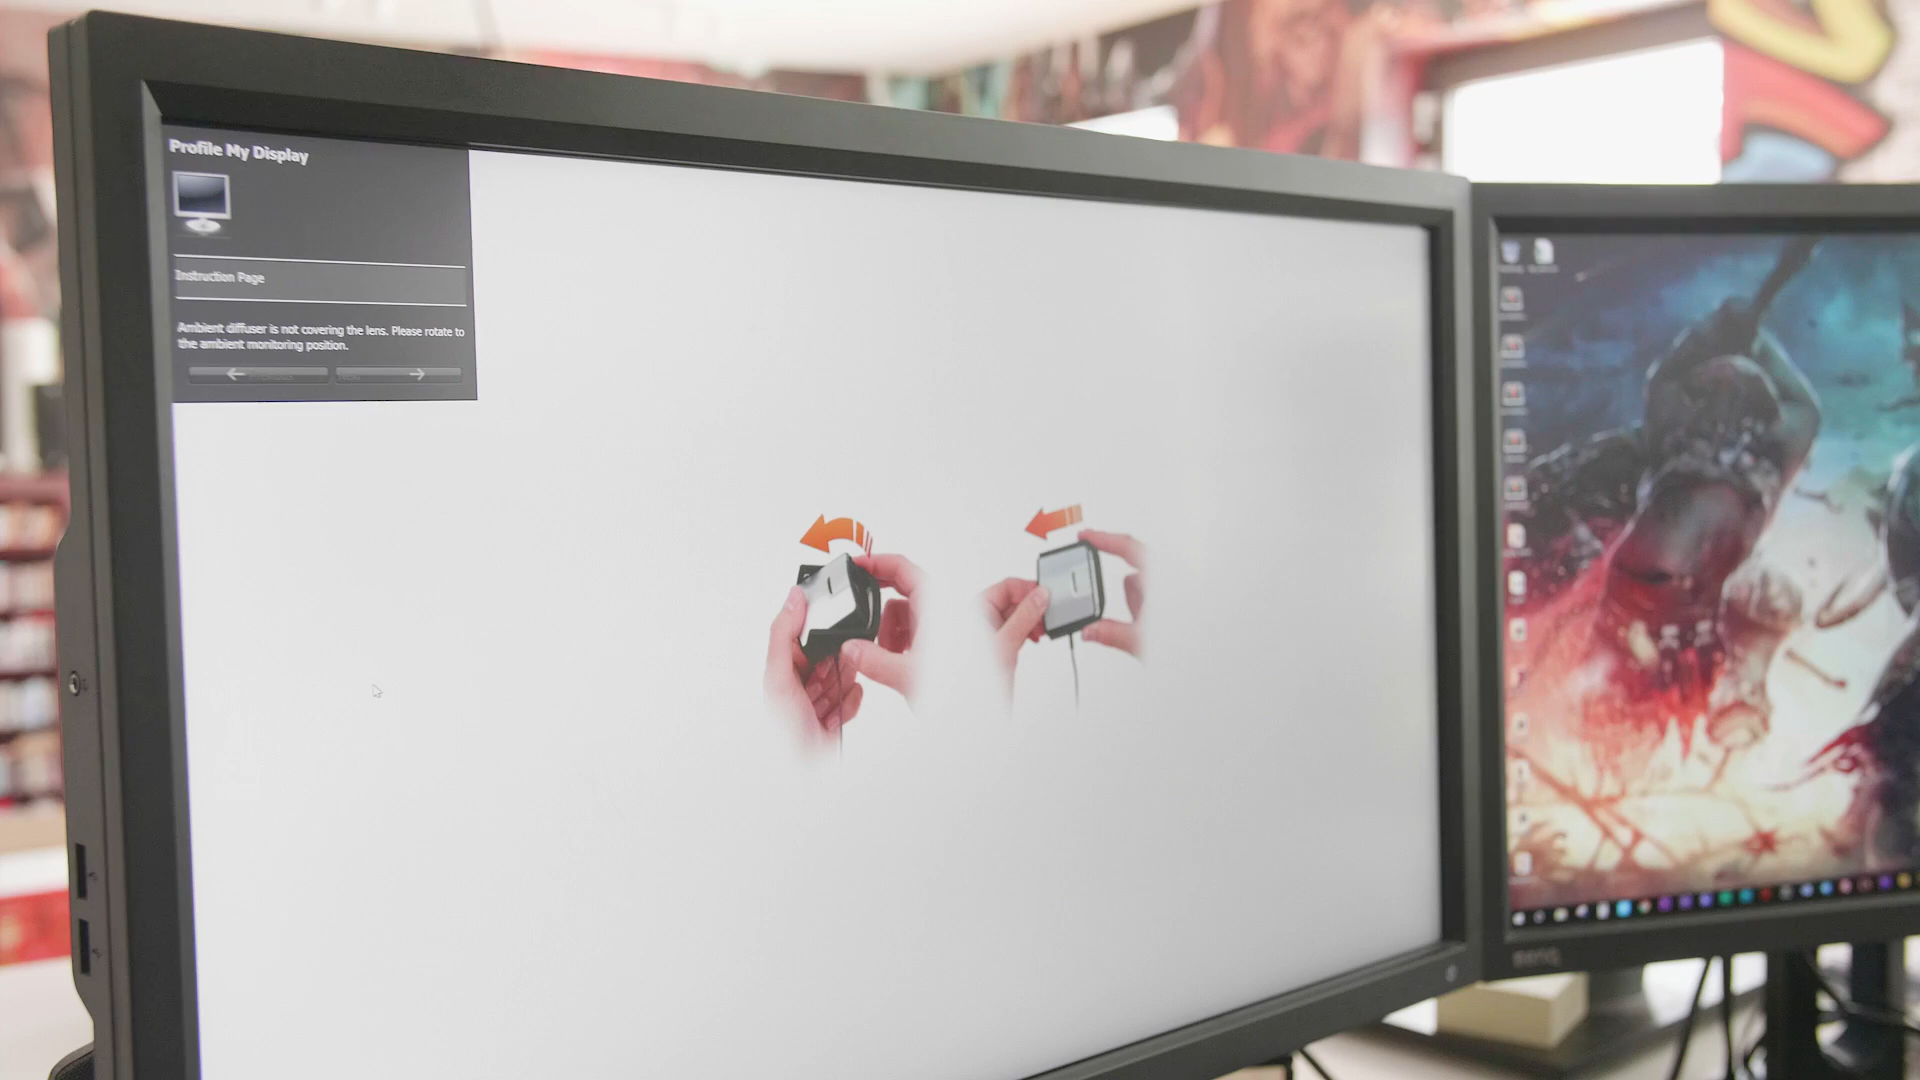 Profile My Display
Instruction Page
Ambient diffuser is not covering the lens. Please rotate to
the ambient monitoring position.
BenQ